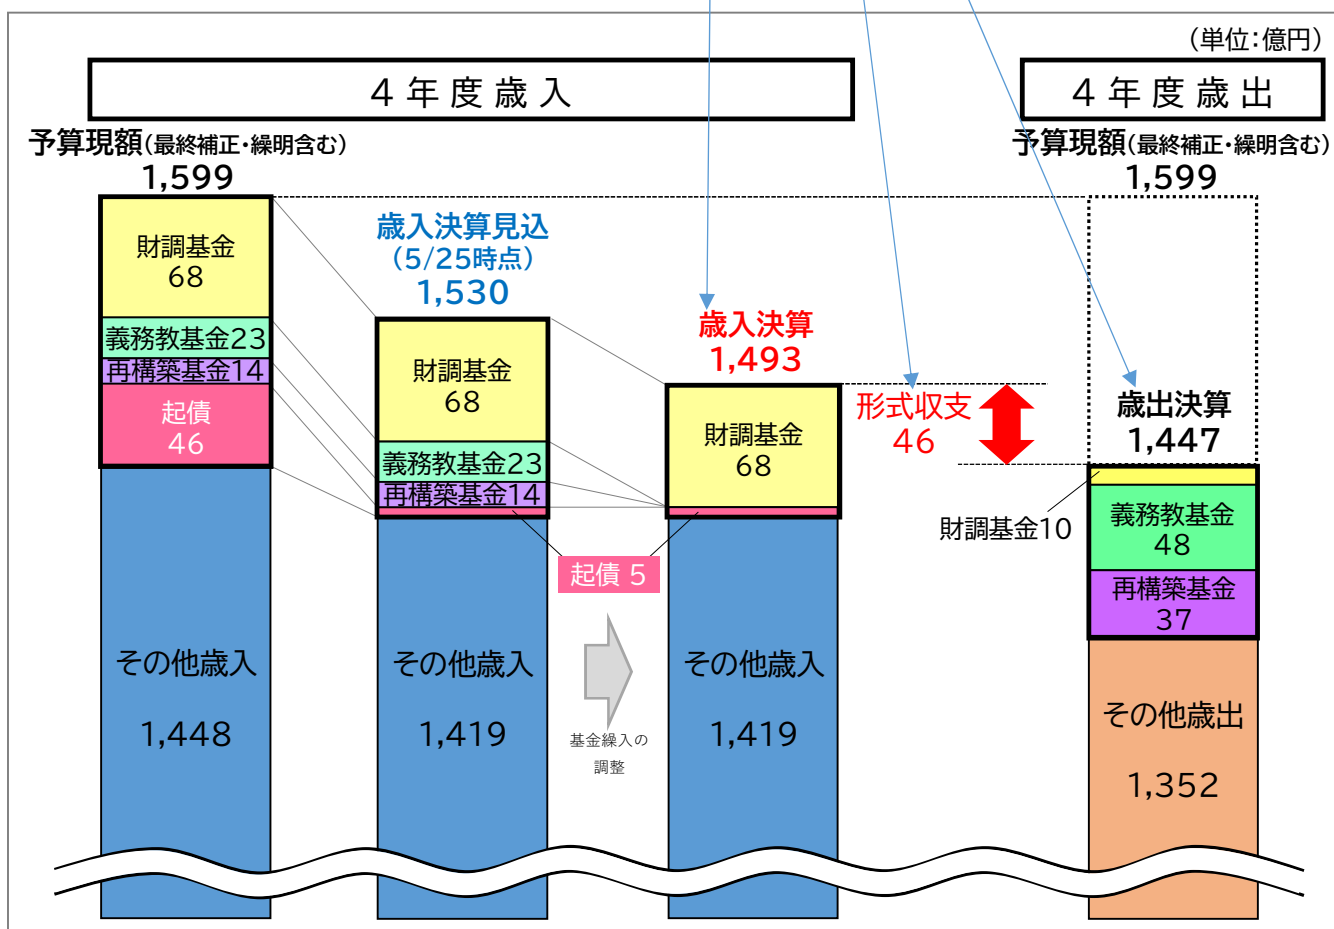 (単位:億円)
4年度歳入
4年度歳出
予算現額(最終補正・繰明含む)
1,599
予算現額(最終補正・繰明含む)
1,599
財調基金
68
義務教基金23
再構築基金14
起債
46
その他歳入
1,448
歳入決算見込
(5/25時点)
1,530
財調基金
68
義務教基金23
再構築基金14
起債 5
その他歳入
1,419
基金繰入の
調整
歳入決算
1,493
財調基金
68
その他歳入
1,419
形式収支
46
歳出決算
1,447
財調基金10
義務教基金
48
再構築基金
37
その他歳出
1,352